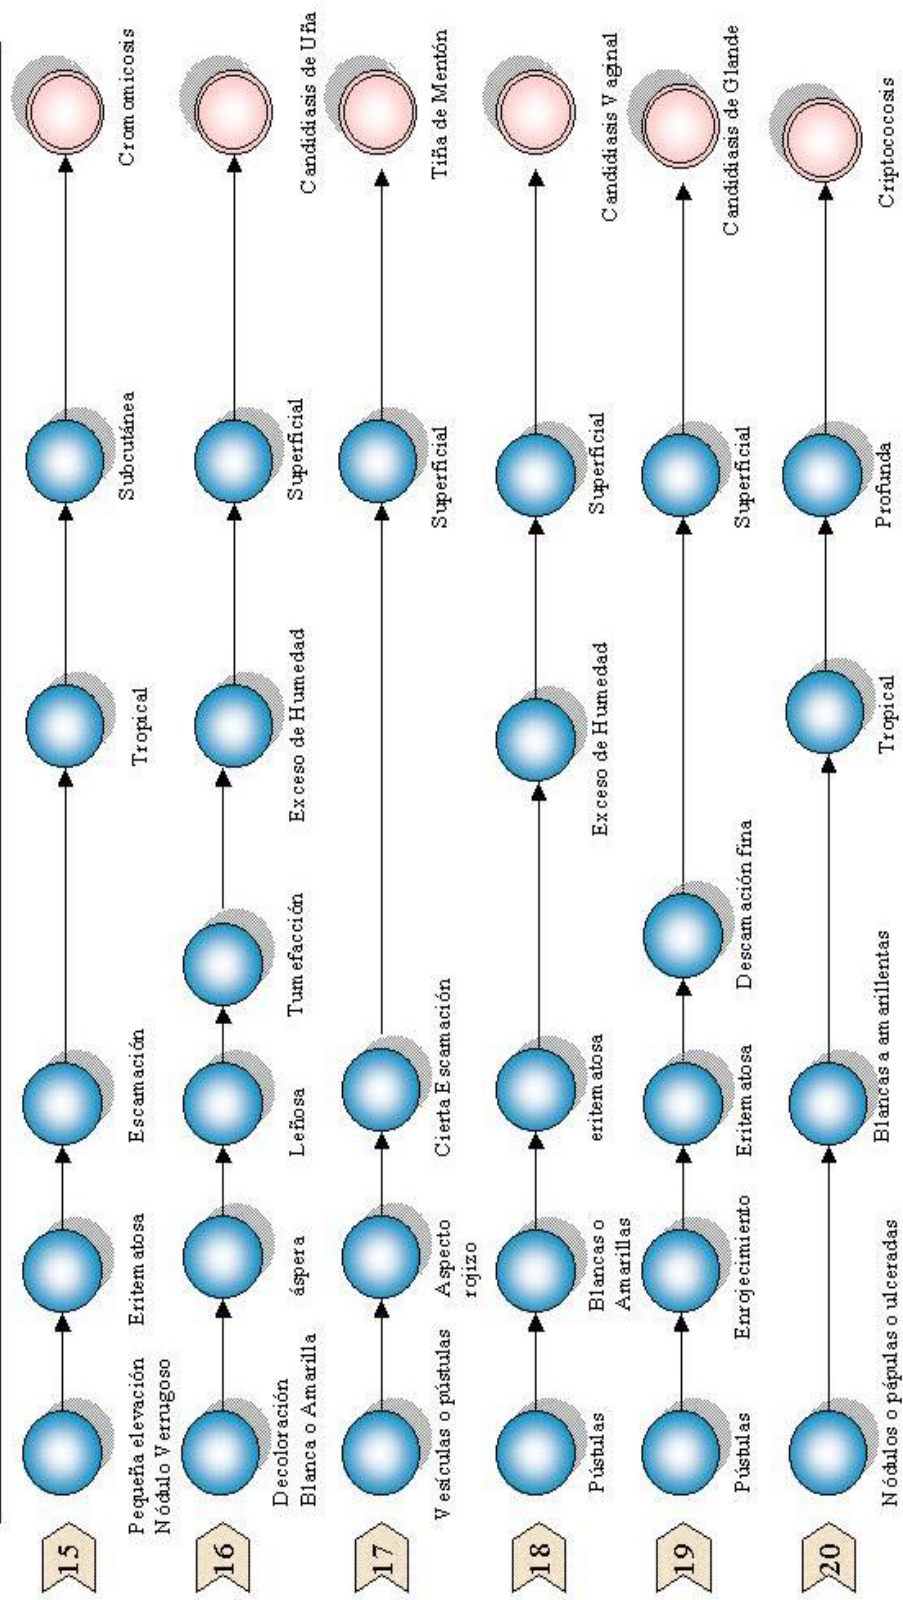 15
Pequeña elevación
Nódulo Verrugoso
Eritematosa
Escamación
Tropical
Subcutánea
Cromomicosis
16
Decoloración
Blanca o Amarilla
áspera
Leñosa
Tumefacción
Exceso de Humedad
Superficial
Candidiasis de Uña
17
Vesículas o pústulas
Aspecto
rojizo
Cierta Escamación
Superficial
Tiña de Mentón
18
Pústulas
Blancas o
Amarillas
eritematosa
Exceso de Humedad
Superficial
Candidiasis Vaginal
19
Pústulas
Enrojecimiento
Eritematosa
Descamación fina
Superficial
Candidiasis de Glande
20
Nódulos o pápulas o ulceradas
Blancas a amarillentas
Tropical
Profunda
Criptococosis